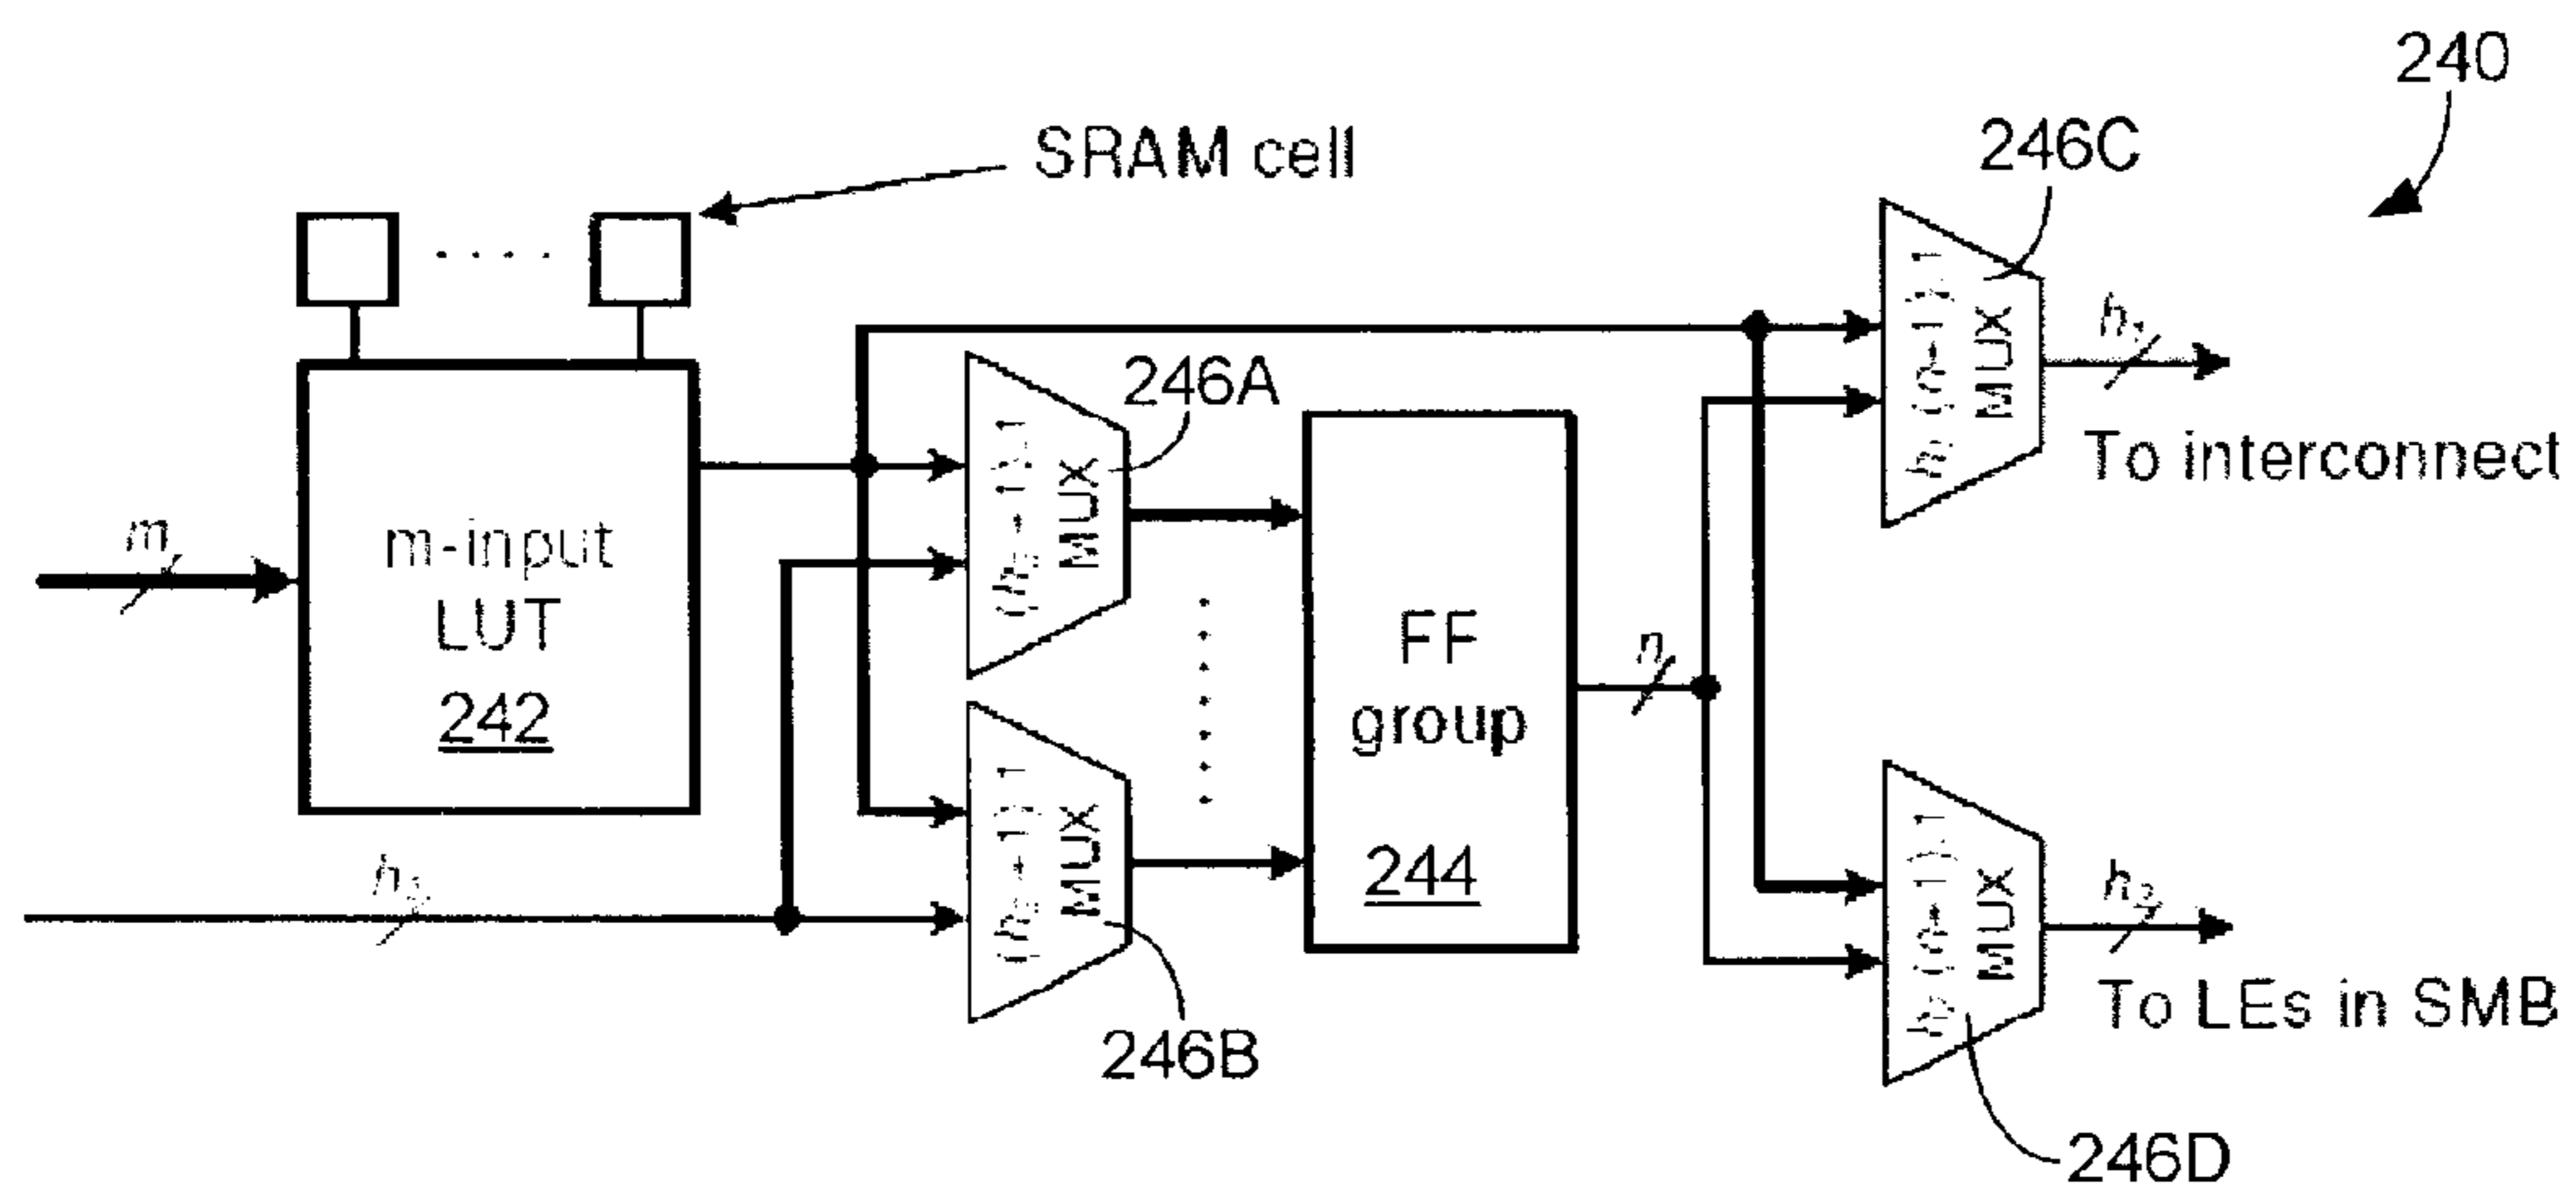 240
246C
SRAM cell
h₁
246A
MUX
MUX
To interconnect
m
m-input
LUT
242
FF
group
244
n
MUX
MUX
h₂
To LEs in SMB
246B
246D